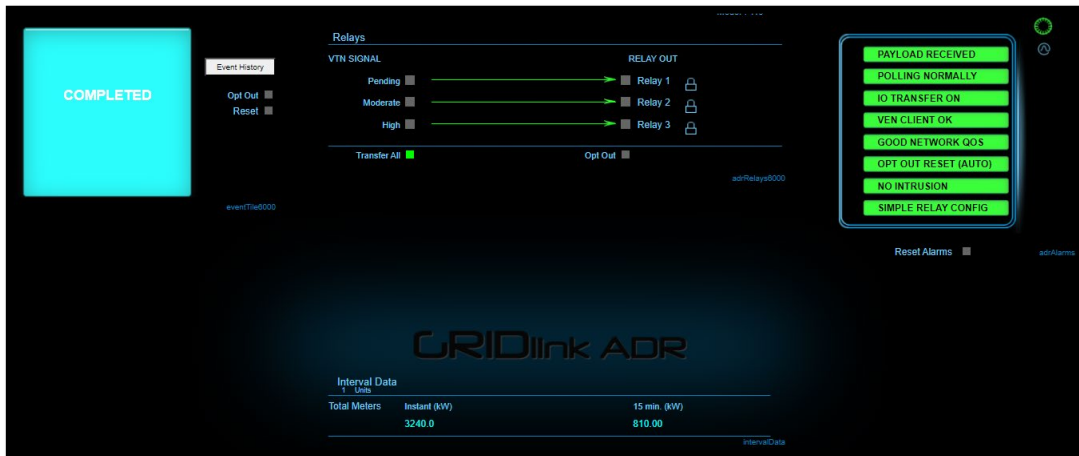 COMPLETED
Event History
Opt Out
Reset
eventTile6000
Relays
VTN SIGNAL RELAY OUT
Pending Relay 1
Moderate Relay 2
High Relay 3
Transfer All Opt Out
adrRelays6000
PAYLOAD RECEIVED
POLLING NORMALLY
IO TRANSFER ON
VEN CLIENT OK
GOOD NETWORK QOS
OPT OUT RESET (AUTO)
NO INTRUSION
SIMPLE RELAY CONFIG
Reset Alarms
adrAlarms
GRIDlink ADR
Interval Data
1 Units
Total Meters Instant (kW) 15 min. (kW)
3240.0 810.00
intervalData